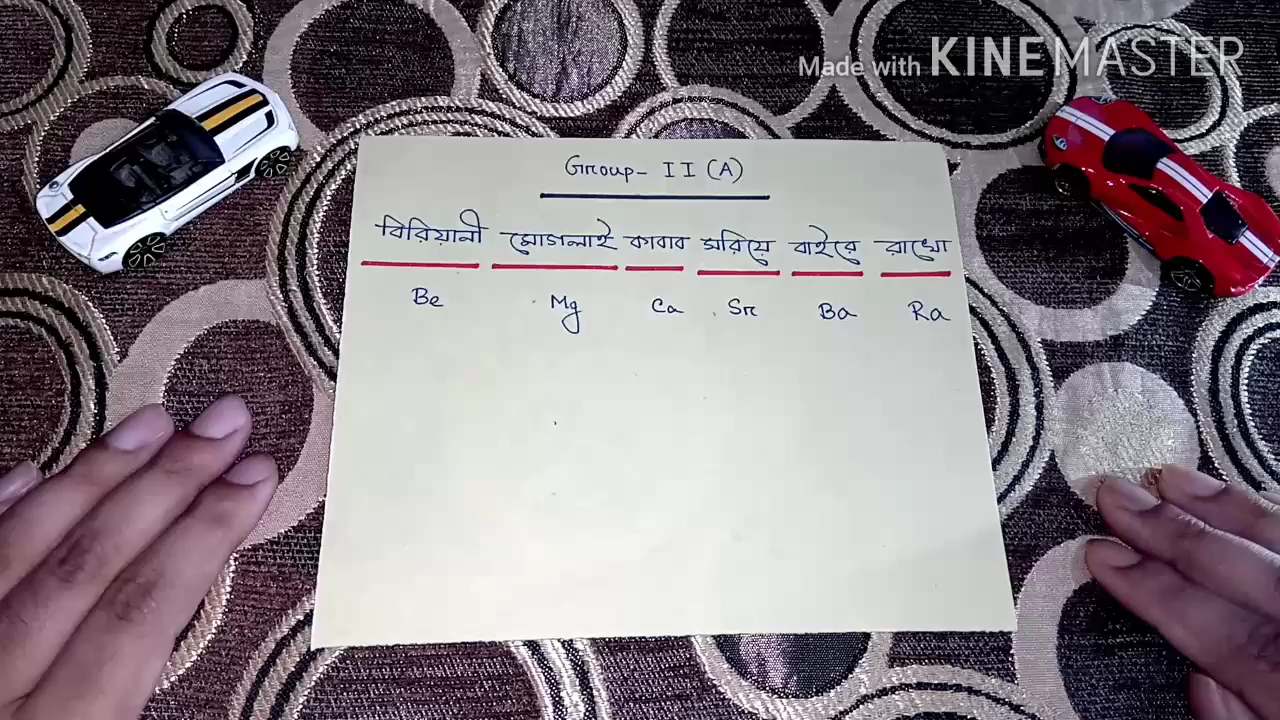 Made with KINEMASTER
Group- II (A)
বিরিয়ানী মোগলাই কাবাব সরিয়ে বাইরে রাখো
Be Mg Ca Sr Ba Ra